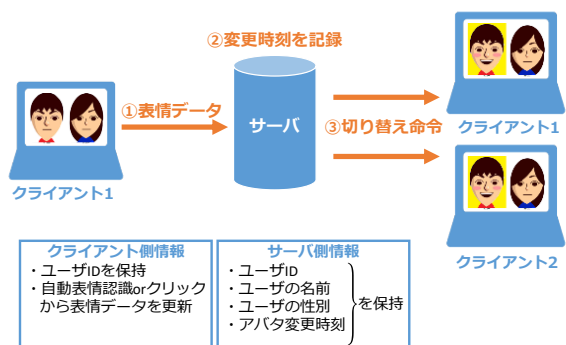 ②変更時刻を記録
①表情データ
サーバ
③切り替え命令
クライアント1
クライアント1
クライアント2
クライアント側情報
・ユーザIDを保持
・自動表情認識orクリック
から表情データを更新
サーバ側情報
・ユーザID
・ユーザの名前
・ユーザの性別
・アバタ変更時刻
を保持